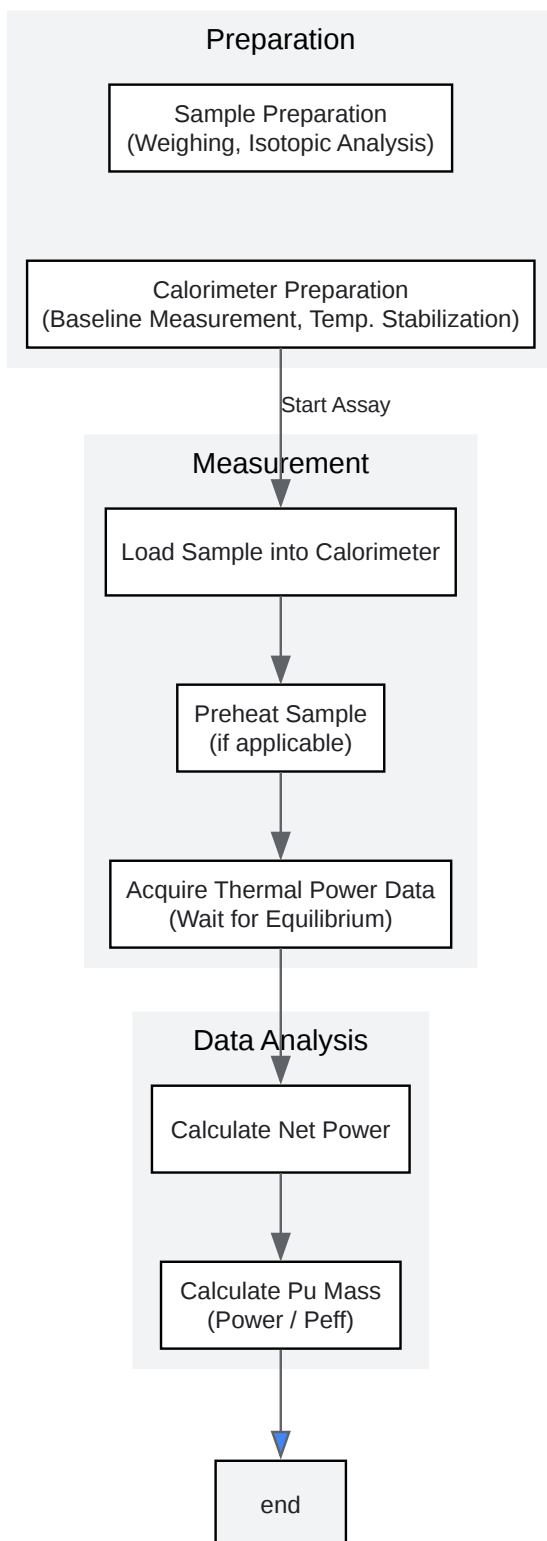 Preparation
Sample Preparation
(Weighing, Isotopic Analysis)
Calorimeter Preparation
(Baseline Measurement, Temp. Stabilization)
Start Assay
Measurement
Load Sample into Calorimeter
Preheat Sample
(if applicable)
Acquire Thermal Power Data
(Wait for Equilibrium)
Data Analysis
Calculate Net Power
Calculate Pu Mass
(Power / Peff)
end